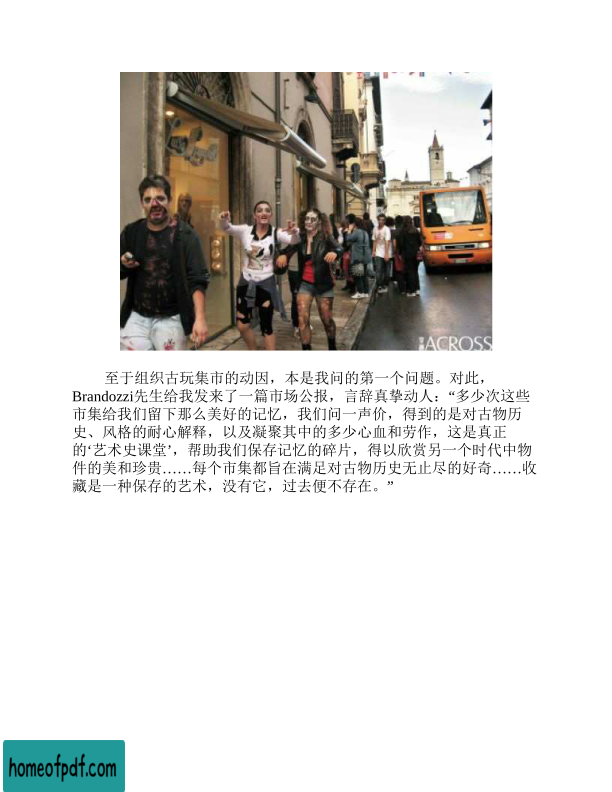 ACROSS
至于组织古玩集市的动因，本是我问的第一个问题。对此，
Brandozzi先生给我发来了一篇市场公报，言辞真挚动人：“多少次这些
市集给我们留下那么美好的记忆，我们问一声价，得到的是对古物历
史、风格的耐心解释，以及凝聚其中的多少心血和劳作，这是真正
的‘艺术史课堂’，帮助我们保存记忆的碎片，得以欣赏另一个时代中物
件的美和珍贵……每个市集都旨在满足对古物历史无止尽的好奇……收
藏是一种保存的艺术，没有它，过去便不存在。”
homeofpdf.com